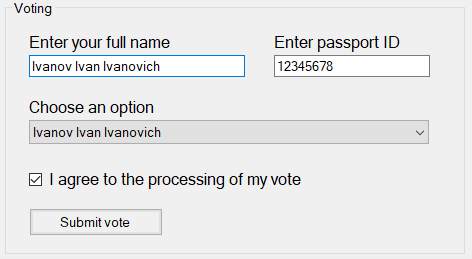 Voting
Enter your full name Enter passport ID
Ivanov Ivan Ivanovich 12345678
Choose an option
Ivanov Ivan Ivanovich
I agree to the processing of my vote
Submit vote